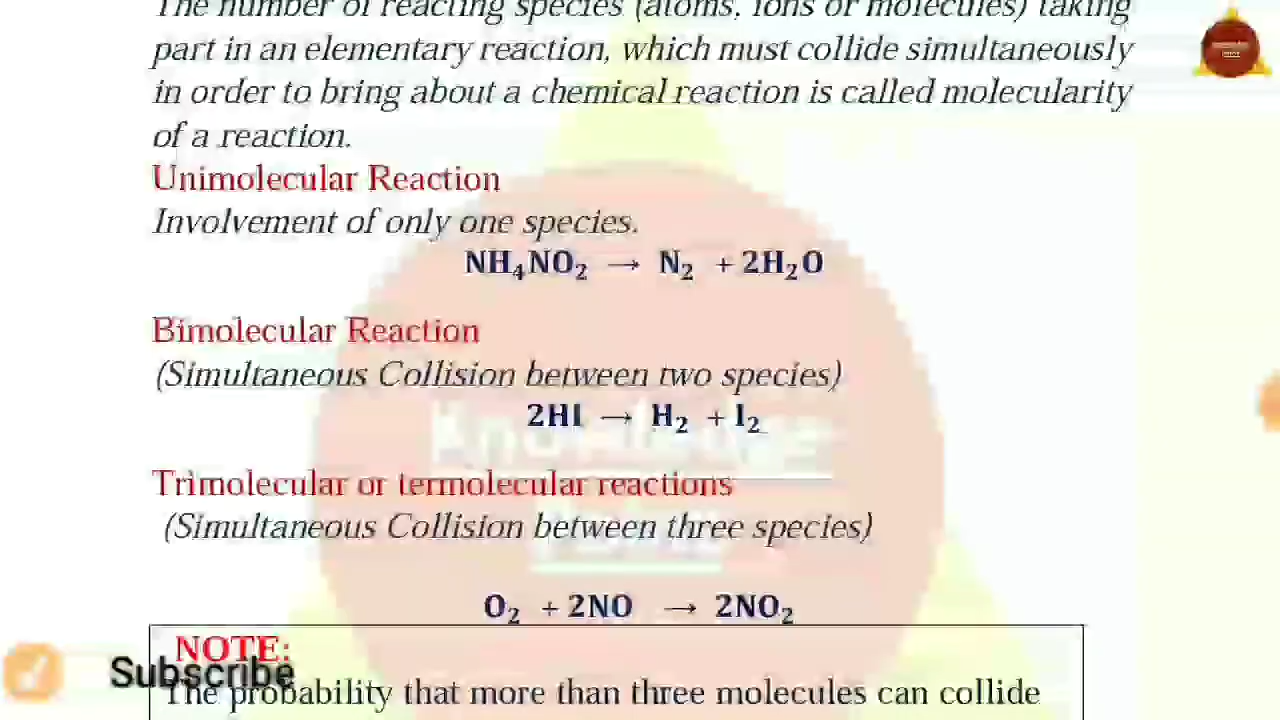 The number of reacting species (atoms, ions or molecules) taking
part in an elementary reaction, which must collide simultaneously
in order to bring about a chemical reaction is called molecularity
of a reaction.
Unimolecular Reaction
Involvement of only one species.
NH₄NO₂ → N₂ + 2H₂O
Bimolecular Reaction
(Simultaneous Collision between two species)
2HI → H₂ + I₂
Trimolecular or termolecular reactions
(Simultaneous Collision between three species)
O₂ + 2NO → 2NO₂
NOTE:
Subscribe
The probability that more than three molecules can collide